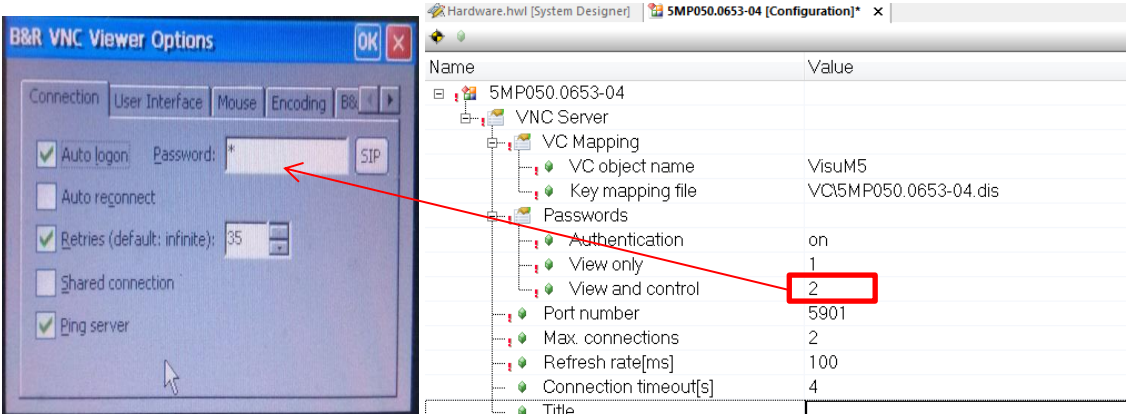 B&R VNC Viewer Options OK
Connection User Interface Mouse Encoding B&
Auto logon Password: * SIP
Auto reconnect
Retries (default: infinite): 35
Shared connection
Ping server
Hardware.hwl [System Designer] 5MP050.0653-04 [Configuration]* x
Name Value
5MP050.0653-04
VNC Server
VC Mapping
VC object name VisuM5
Key mapping file VC\5MP050.0653-04.dis
Passwords
Authentication on
View only 1
View and control 2
Port number 5901
Max. connections 2
Refresh rate[ms] 100
Connection timeout[s] 4
Title